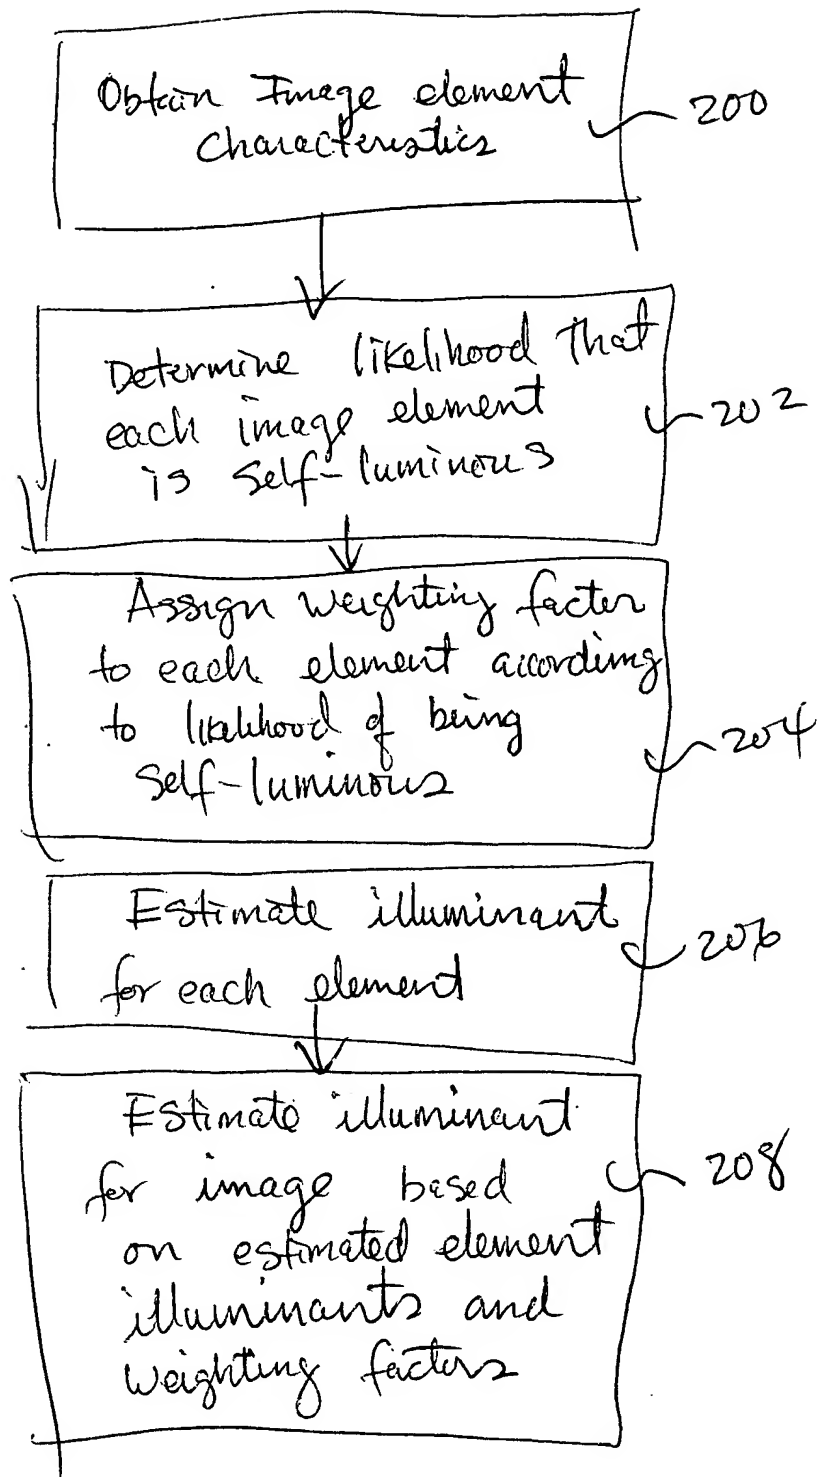 Obtain Image element
characteristics
200
Determine likelihood that
each image element
is Self-luminous
202
Assign weighting factor
to each element according
to likelihood of being
Self-luminous
204
Estimate illuminant
for each element
206
Estimate illuminant
for image based
on estimated element
illuminants and
Weighting factors
208